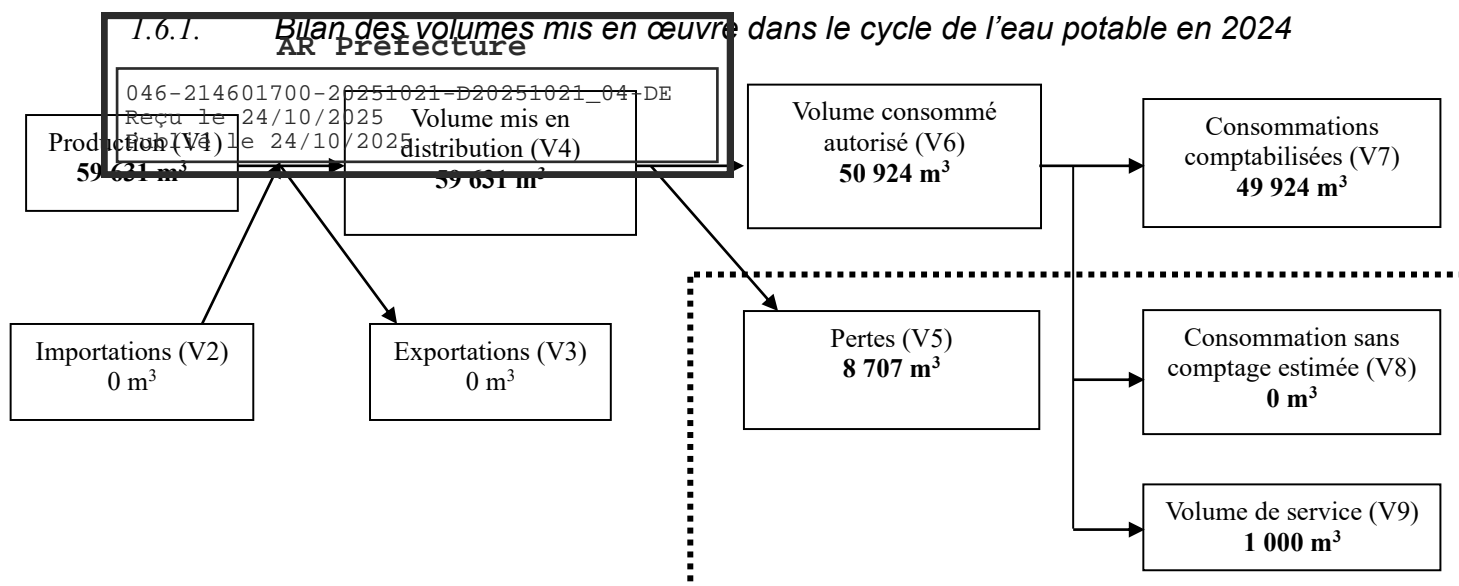 1.6.1. Bilan des volumes mis en œuvre dans le cycle de l’eau potable en 2024
AR Prefecture
046-214601700-20251021-D20251021_04-DE
Reçu le 24/10/2025
Publié le 24/10/2025
Production (V1)
59 631 m³
Volume mis en
distribution (V4)
59 631 m³
Volume consommé
autorisé (V6)
50 924 m³
Consommations
comptabilisées (V7)
49 924 m³
Importations (V2)
0 m³
Exportations (V3)
0 m³
Pertes (V5)
8 707 m³
Consommation sans
comptage estimée (V8)
0 m³
Volume de service (V9)
1 000 m³